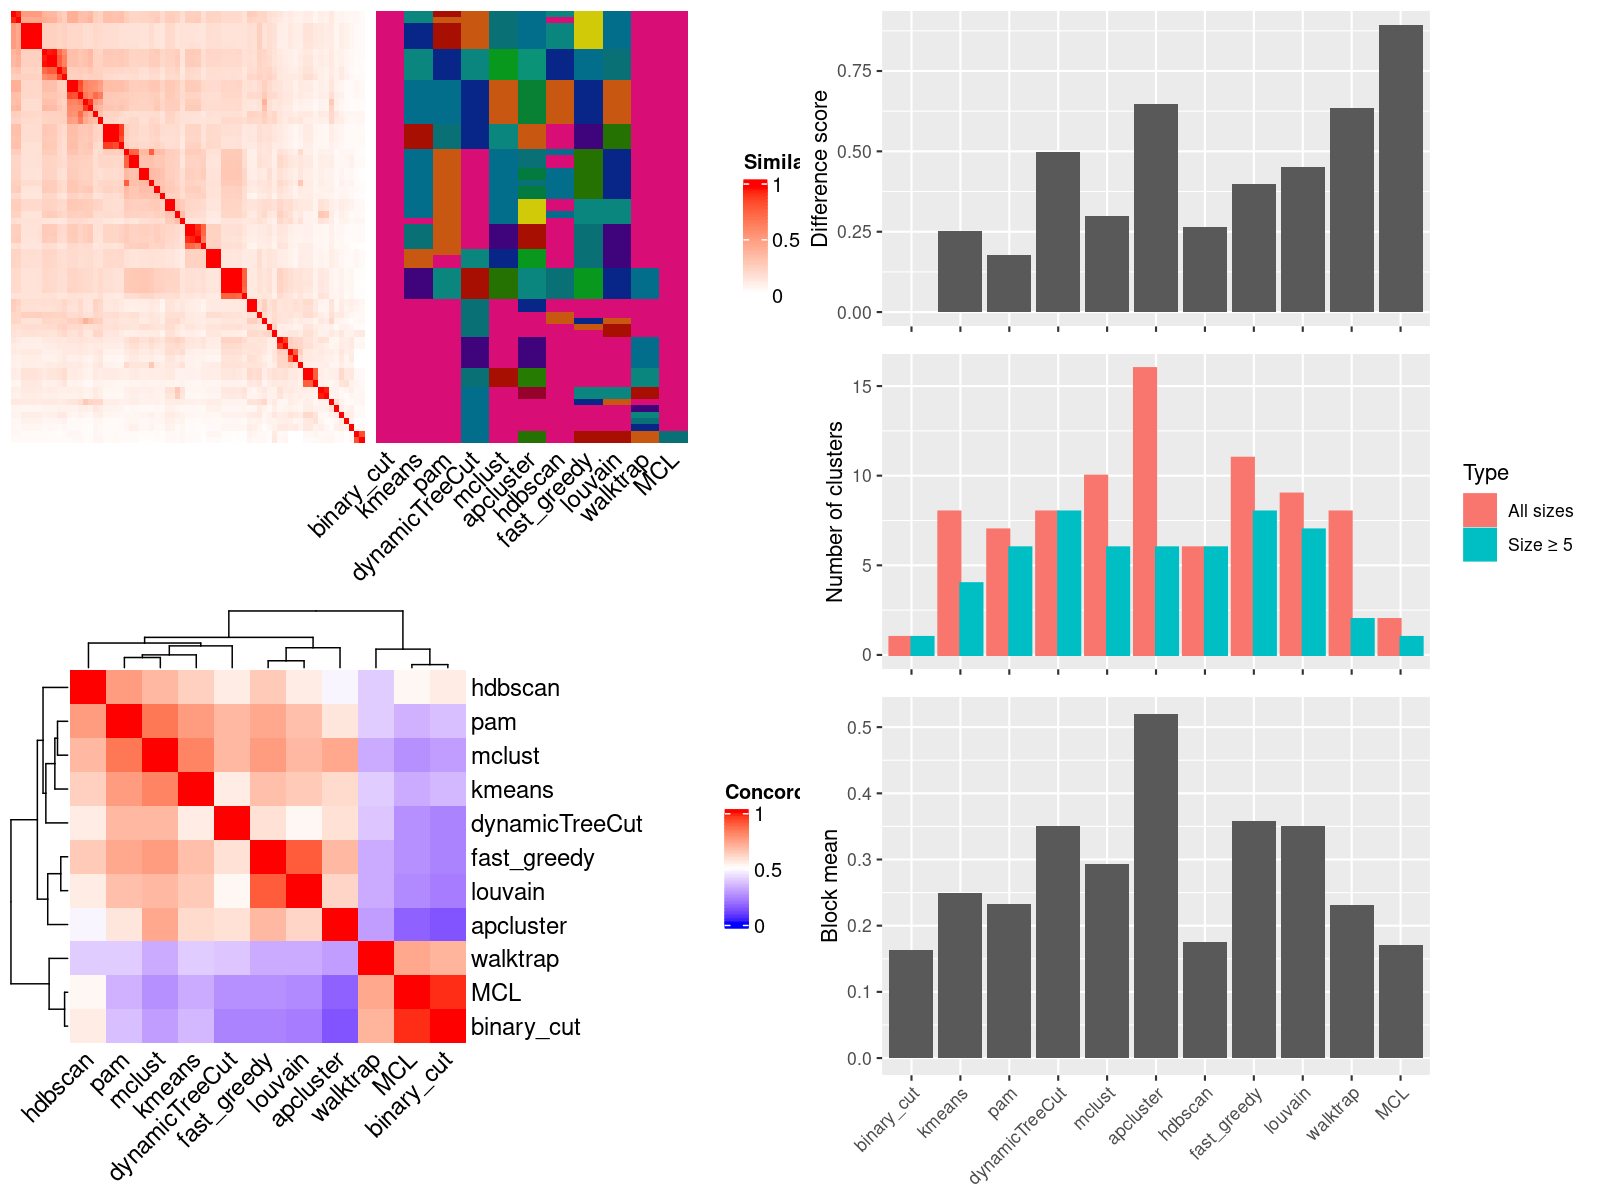 Simila
1
0.5
0
binary_cut
kmeans
pam
dynamicTreeCut
mclust
apcluster
hdbscan
fast_greedy
louvain
walktrap
MCL
hdbscan
pam
mclust
kmeans
dynamicTreeCut
fast_greedy
louvain
apcluster
walktrap
MCL
binary_cut
hdbscan
pam
mclust
kmeans
dynamicTreeCut
fast_greedy
louvain
apcluster
walktrap
MCL
binary_cut
Concord
1
0.5
0
Difference score
0.75
0.50
0.25
0.00
Number of clusters
15
10
5
0
Type
All sizes
Size ≥ 5
Block mean
0.5
0.4
0.3
0.2
0.1
0.0
binary_cut
kmeans
pam
dynamicTreeCut
mclust
apcluster
hdbscan
fast_greedy
louvain
walktrap
MCL